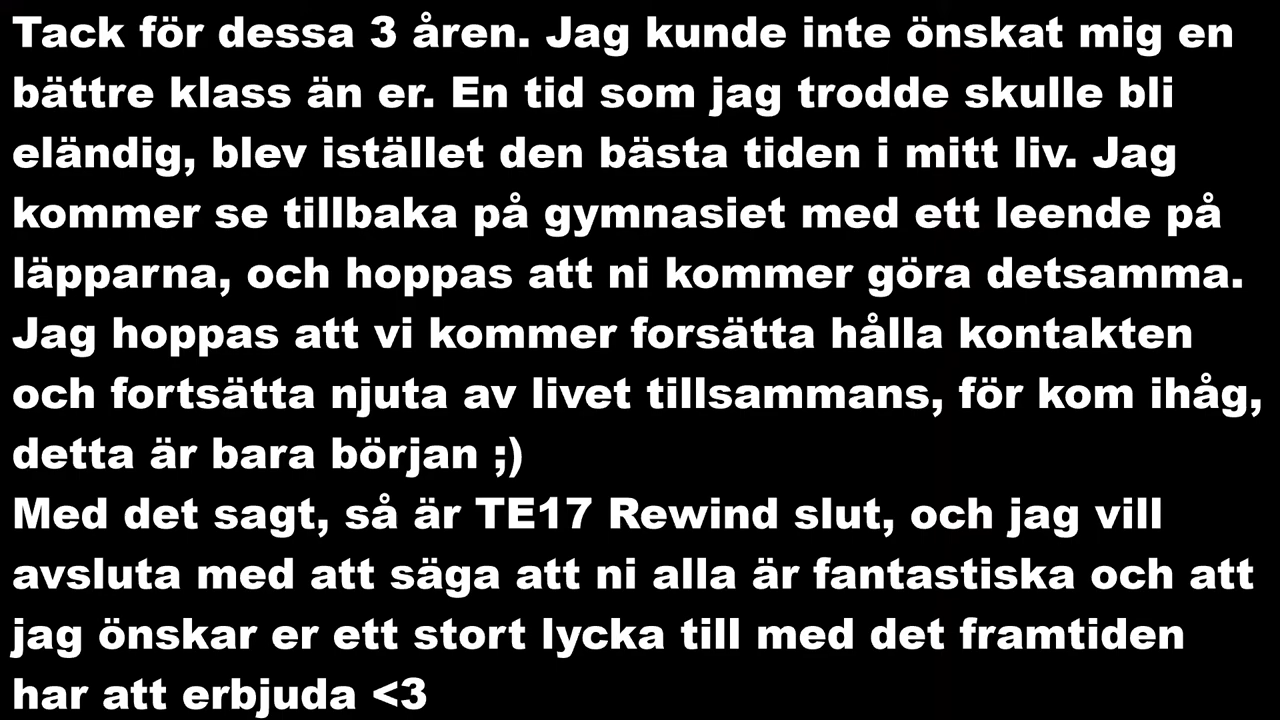 Tack för dessa 3 åren. Jag kunde inte önskat mig en
bättre klass än er. En tid som jag trodde skulle bli
eländig, blev istället den bästa tiden i mitt liv. Jag
kommer se tillbaka på gymnasiet med ett leende på
läpparna, och hoppas att ni kommer göra detsamma.
Jag hoppas att vi kommer forsätta hålla kontakten
och fortsätta njuta av livet tillsammans, för kom ihåg,
detta är bara början ;)
Med det sagt, så är TE17 Rewind slut, och jag vill
avsluta med att säga att ni alla är fantastiska och att
jag önskar er ett stort lycka till med det framtiden
har att erbjuda <3